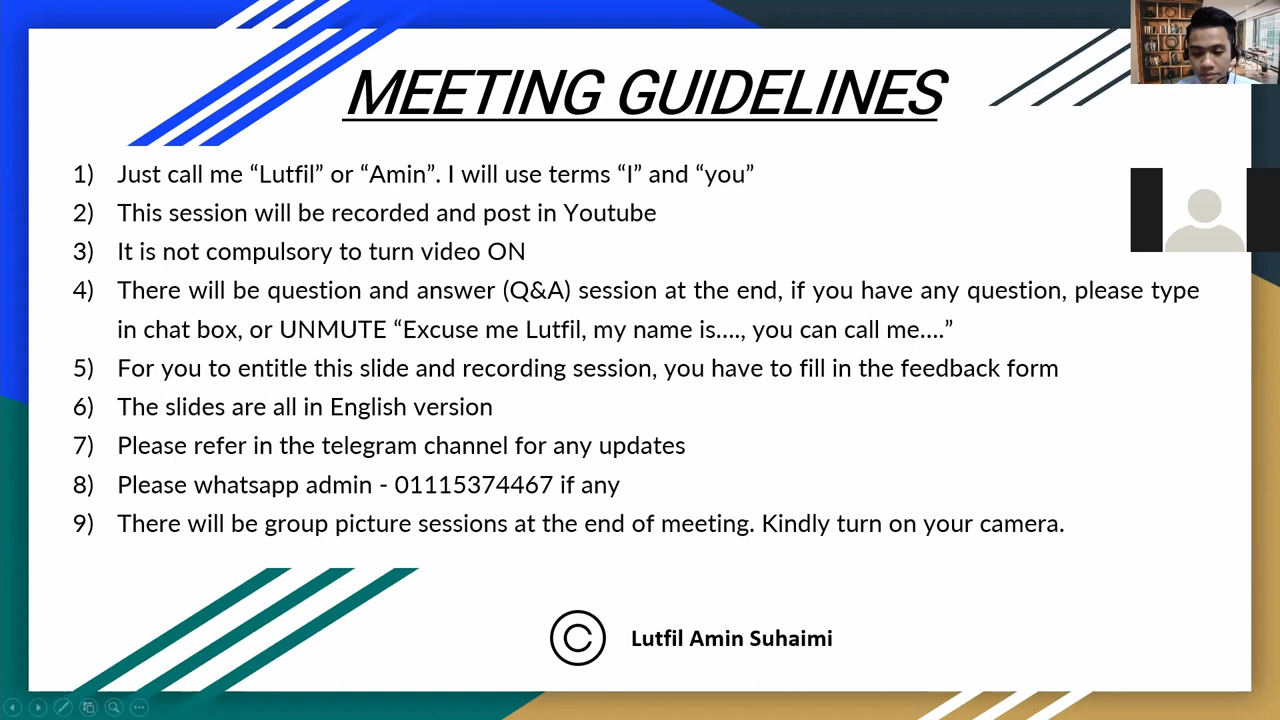 MEETING GUIDELINES
1) Just call me “Lutfil” or “Amin”. I will use terms “I” and “you”
2) This session will be recorded and post in Youtube
3) It is not compulsory to turn video ON
4) There will be question and answer (Q&A) session at the end, if you have any question, please type
in chat box, or UNMUTE “Excuse me Lutfil, my name is...., you can call me....”
5) For you to entitle this slide and recording session, you have to fill in the feedback form
6) The slides are all in English version
7) Please refer in the telegram channel for any updates
8) Please whatsapp admin - 01115374467 if any
9) There will be group picture sessions at the end of meeting. Kindly turn on your camera.
© Lutfil Amin Suhaimi